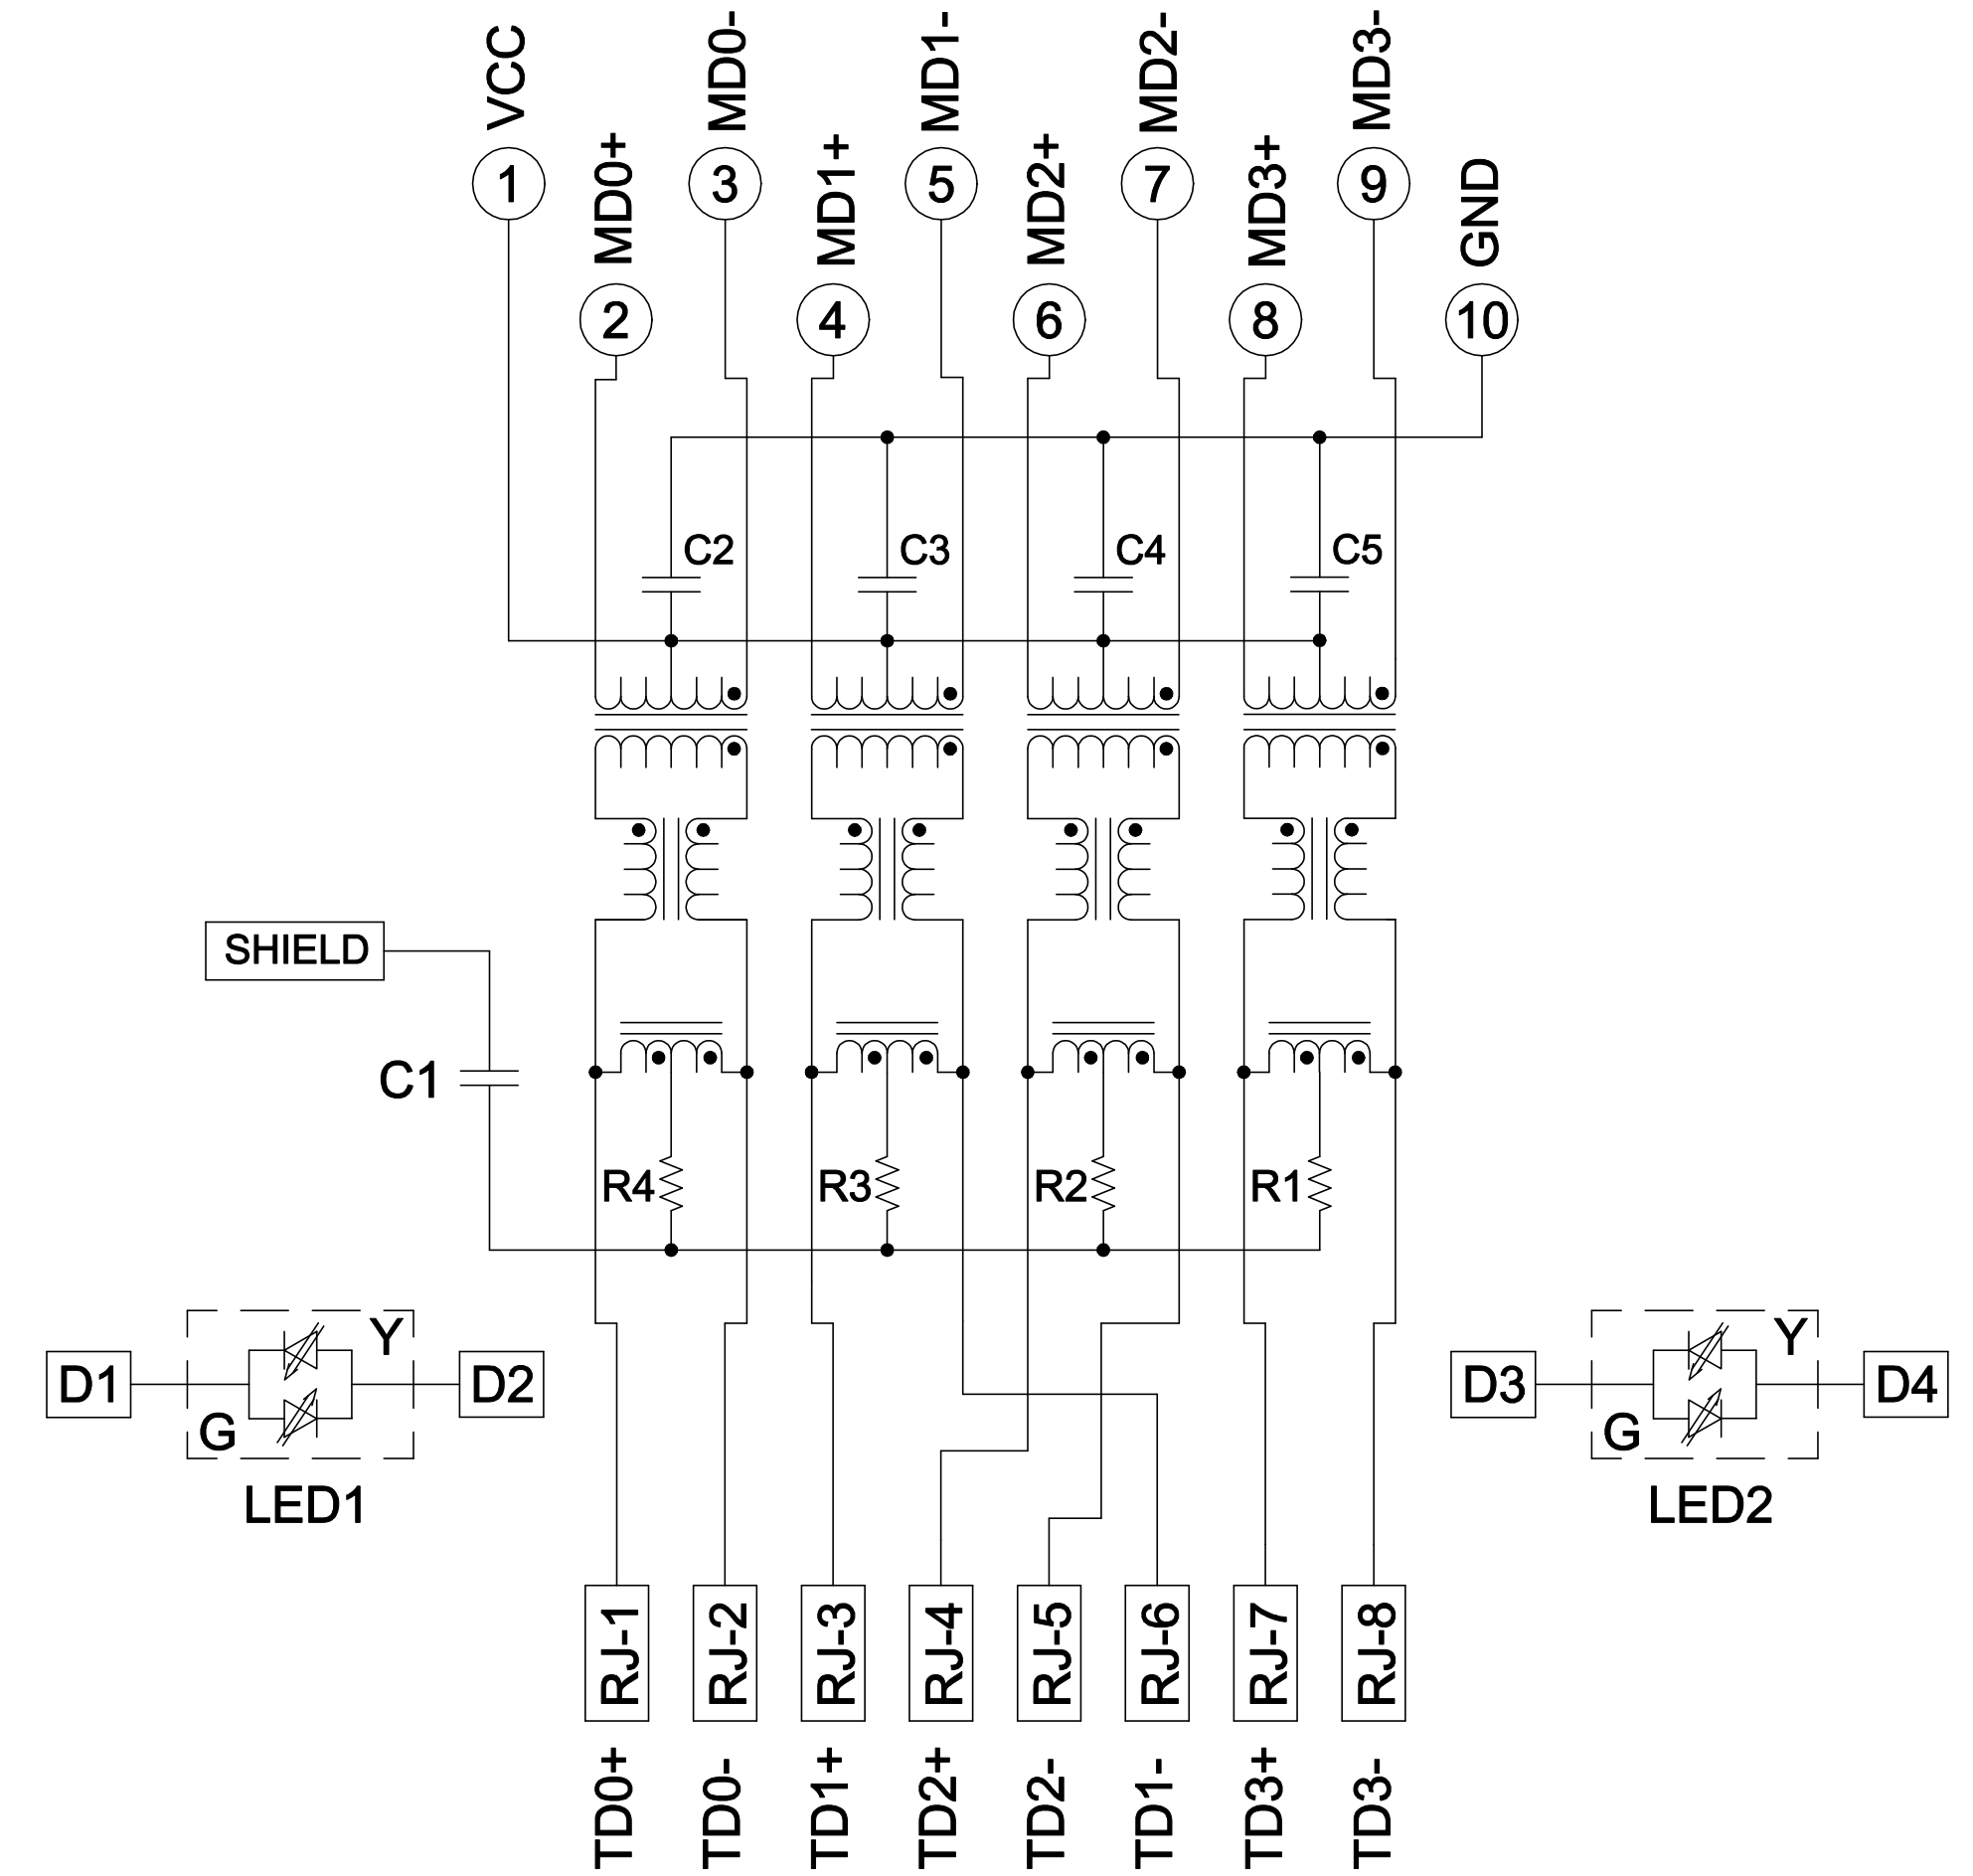 VCC
MD0-
MD1-
MD2-
MD3-
MD0+
MD1+
MD2+
MD3+
GND
1
3
5
7
9
2
4
6
8
10
C2
C3
C4
C5
SHIELD
C1
R4
R3
R2
R1
D1
Y
G
D2
LED1
D3
Y
G
D4
LED2
RJ-1
RJ-2
RJ-3
RJ-4
RJ-5
RJ-6
RJ-7
RJ-8
TD0+
TD0-
TD1+
TD2+
TD2-
TD1-
TD3+
TD3-